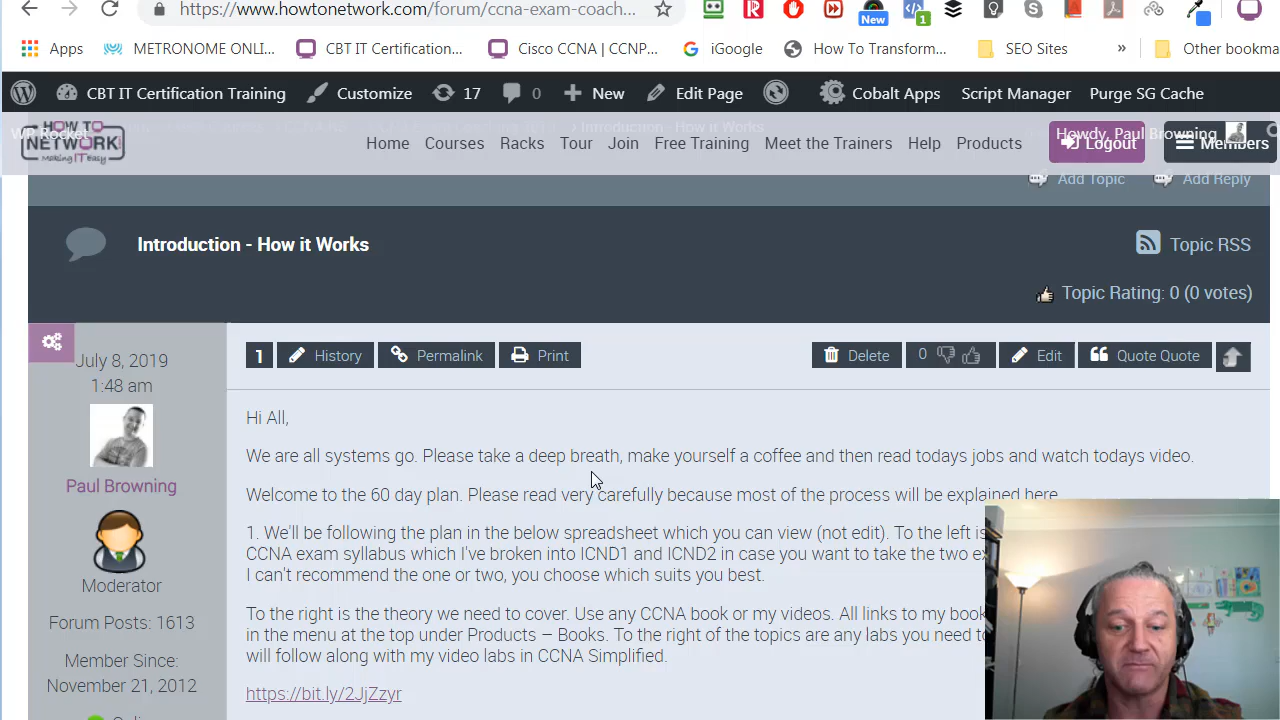 https://www.howtonetwork.com/forum/ccna-exam-coach...
New
1
Apps
METRONOME ONLI...
CBT IT Certification...
Cisco CCNA | CCNP...
iGoogle
How To Transform...
SEO Sites
»
Other bookma
CBT IT Certification Training
Customize
17
0
New
Edit Page
Cobalt Apps
Script Manager
Purge SG Cache
WP Rocket
Introduction - How it Works
Howdy, Paul Browning
HOW TO
NETWORK
Making IT Easy
Home
Courses
Racks
Tour
Join
Free Training
Meet the Trainers
Help
Products
Logout
Members
Add Topic
Add Reply
Introduction - How it Works
Topic RSS
Topic Rating: 0 (0 votes)
July 8, 2019
1:48 am
1
History
Permalink
Print
Delete
0
Edit
Quote Quote
Hi All,
We are all systems go. Please take a deep breath, make yourself a coffee and then read todays jobs and watch todays video.
Paul Browning
Welcome to the 60 day plan. Please read very carefully because most of the process will be explained here
1. We'll be following the plan in the below spreadsheet which you can view (not edit). To the left is
CCNA exam syllabus which I've broken into ICND1 and ICND2 in case you want to take the two
I can't recommend the one or two, you choose which suits you best.
Moderator
Forum Posts: 1613
Member Since:
November 21, 2012
To the right is the theory we need to cover. Use any CCNA book or my videos. All links to my
in the menu at the top under Products – Books. To the right of the topics are any labs you need
will follow along with my video labs in CCNA Simplified.
https://bit.ly/2JjZzyr